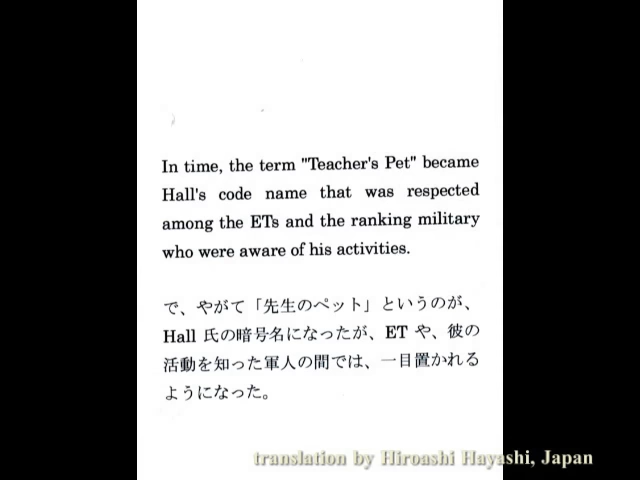 In time, the term "Teacher's Pet" became
Hall's code name that was respected
among the ETs and the ranking military
who were aware of his activities.
で、やがて「先生のペット」というのが、
Hall 氏の暗号名になったが、ET や、彼の
活動を知った軍人の間では、一目置かれる
ようになった。
translation by Hiroashi Hayashi, Japan